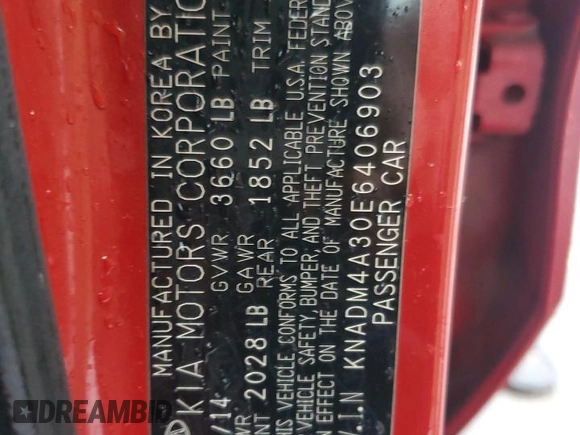 MANUFACTURED IN KOREA BY
KIA MOTORS CORPORATIO
/14 GVWR 3660 LB PAINT
WR 2028 LB GAWR 1852 LB TRIM
NT REAR
HIS VEHICLE CONFORMS TO ALL APPLICABLE U.S.A. FEDER
VEHICLE SAFETY, BUMPER, AND THEFT PREVENTION STAND
N EFFECT ON THE DATE OF MANUFACTURE SHOWN ABOV
V.I.N KNADM4A30E6406903
PASSENGER CAR
DREAMBID